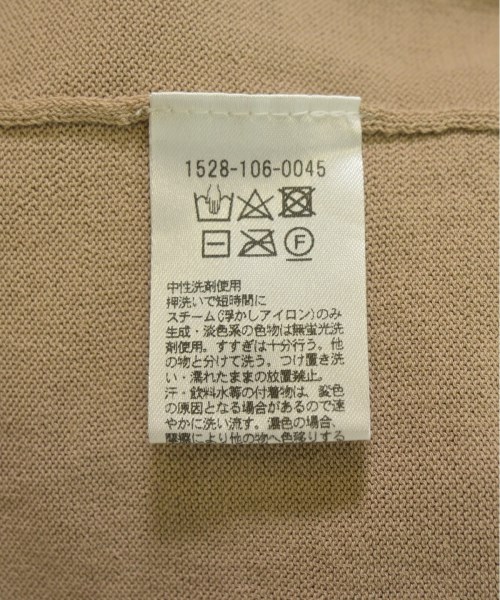 1528-106-0045
F
中性洗剤使用
押洗いで短時間に
スチーム(浮かしアイロン)のみ
生成・淡色系の色物は無蛍光洗
剤使用。すすぎは十分行う。他
の物と分けて洗う。つけ置き洗
い・濡れたままの放置禁止。
汗・飲料水等の付着物は、変色
の原因となる場合があるので速
やかに洗い流す。濃色の場合、
摩擦により他の物へ色移りする